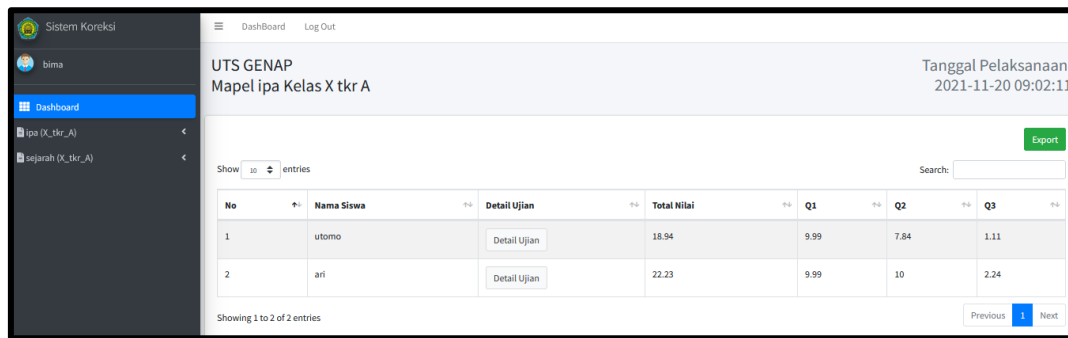 Sistem Koreksi
DashBoard Log Out
bima
UTS GENAP
Mapel ipa Kelas X tkr A
Tanggal Pelaksanaan
2021-11-20 09:02:11
Dashboard
ipa (X_tkr_A)
sejarah (X_tkr_A)
Export
Show 10 entries
Search:
No Nama Siswa Detail Ujian Total Nilai Q1 Q2 Q3
1 utomo Detail Ujian 18.94 9.99 7.84 1.11
2 ari Detail Ujian 22.23 9.99 10 2.24
Showing 1 to 2 of 2 entries
Previous 1 Next